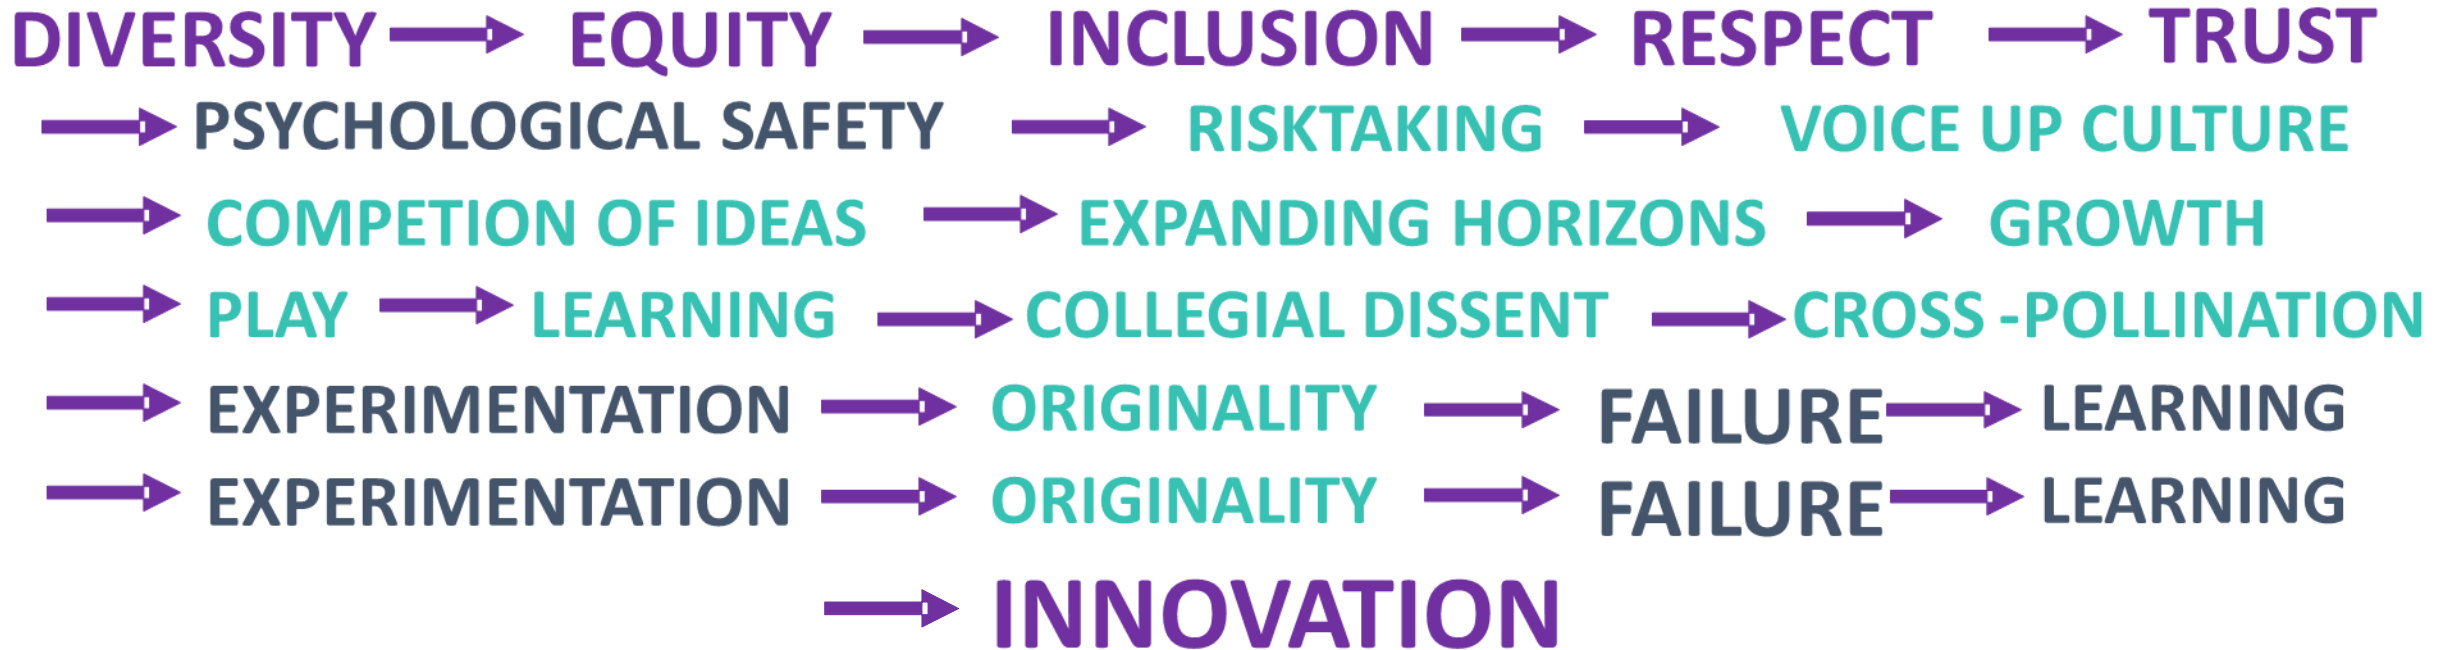 DIVERSITY EQUITY INCLUSION RESPECT TRUST
PSYCHOLOGICAL SAFETY RISKTAKING VOICE UP CULTURE
COMPETION OF IDEAS EXPANDING HORIZONS GROWTH
PLAY LEARNING COLLEGIAL DISSENT CROSS -POLLINATION
EXPERIMENTATION ORIGINALITY FAILURE LEARNING
EXPERIMENTATION ORIGINALITY FAILURE LEARNING
INNOVATION